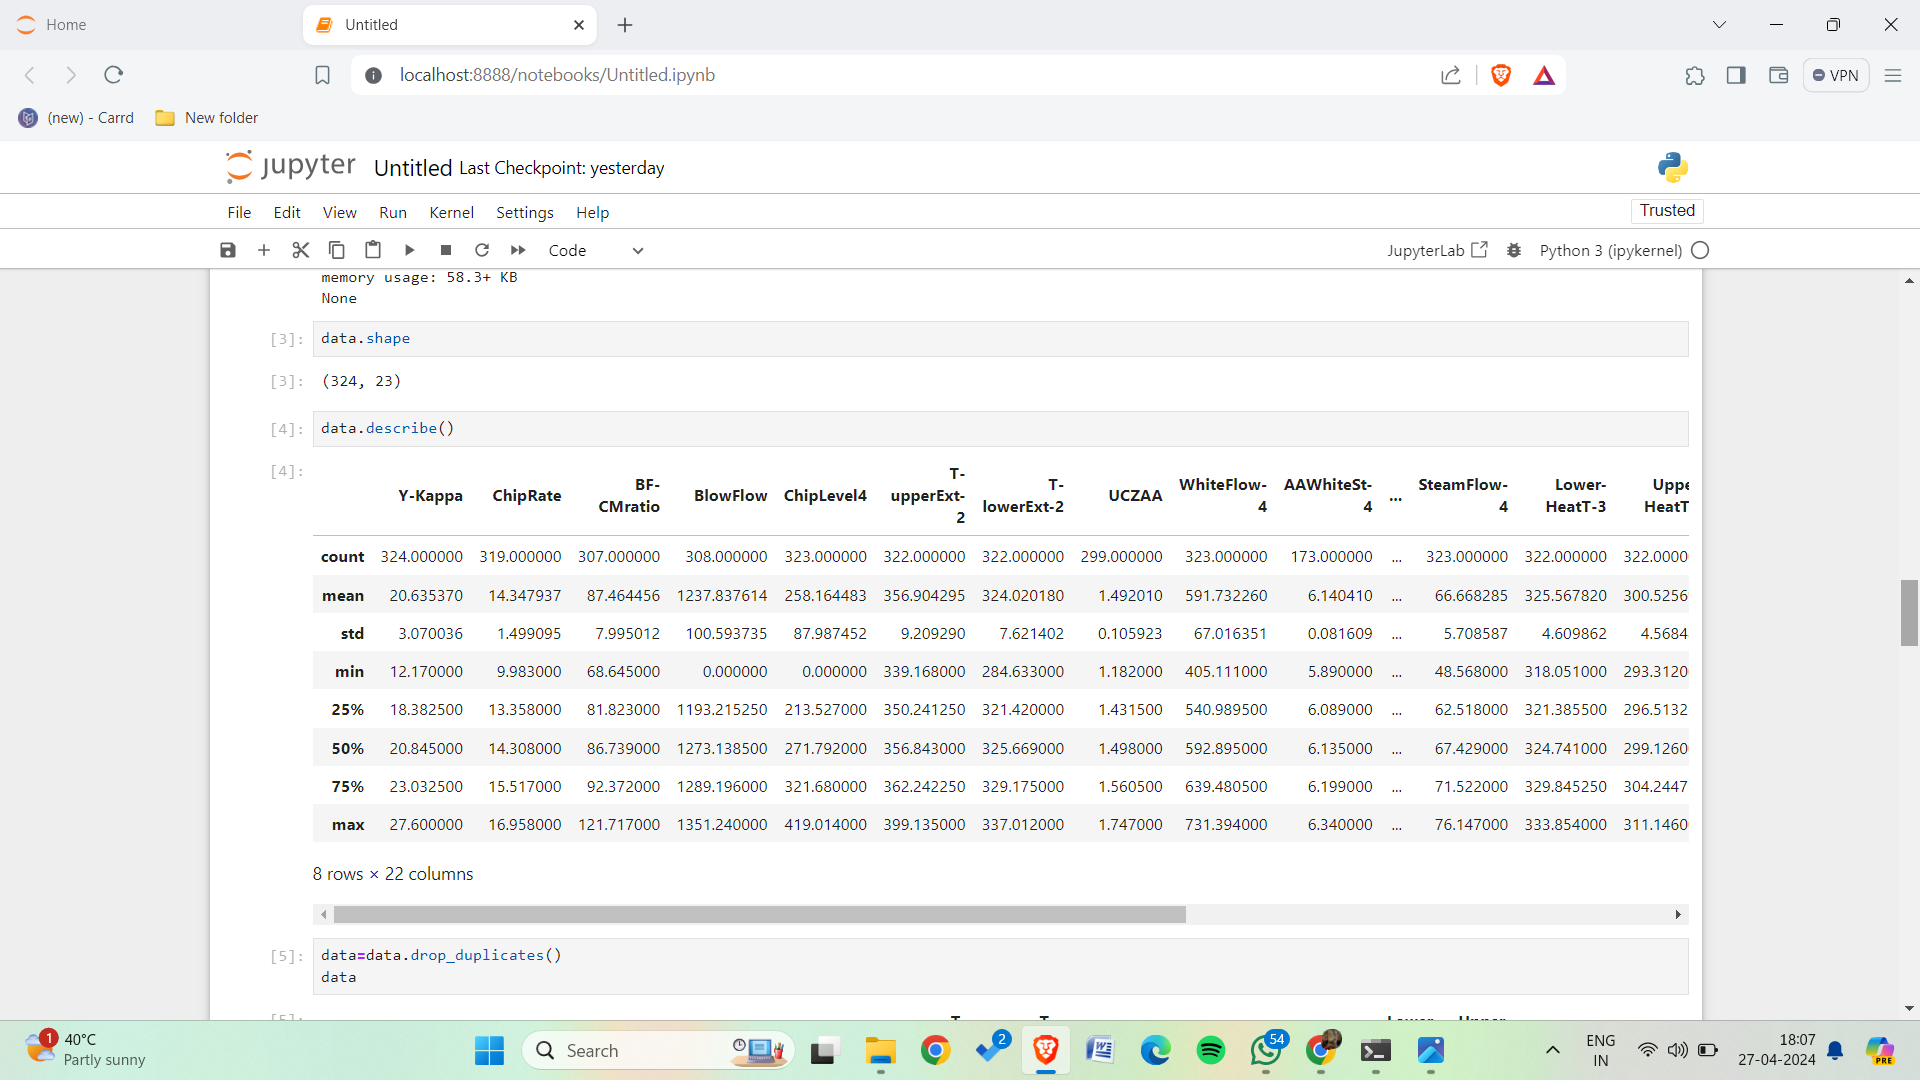 Home
Untitled
localhost:8888/notebooks/Untitled.ipynb
VPN
(new) - Carrd
New folder
jupyter Untitled Last Checkpoint: yesterday
File Edit View Run Kernel Settings Help
Trusted
Code
JupyterLab
Python 3 (ipykernel)
memory usage: 58.3+ KB
None
[3]: data.shape
[3]: (324, 23)
[4]: data.describe()
[4]:
Y-Kappa ChipRate BF-CMratio BlowFlow ChipLevel4 T-upperExt-2 T-lowerExt-2 UCZAA WhiteFlow-4 AAWhiteSt-4 ... SteamFlow-4 Lower-HeatT-3 Uppe HeatT
count 324.000000 319.000000 307.000000 308.000000 323.000000 322.000000 322.000000 299.000000 323.000000 173.000000 ... 323.000000 322.000000 322.0000
mean 20.635370 14.347937 87.464456 1237.837614 258.164483 356.904295 324.020180 1.492010 591.732260 6.140410 ... 66.668285 325.567820 300.5256
std 3.070036 1.499095 7.995012 100.593735 87.987452 9.209290 7.621402 0.105923 67.016351 0.081609 ... 5.708587 4.609862 4.5684
min 12.170000 9.983000 68.645000 0.000000 0.000000 339.168000 284.633000 1.182000 405.111000 5.890000 ... 48.568000 318.051000 293.3120
25% 18.382500 13.358000 81.823000 1193.215250 213.527000 350.241250 321.420000 1.431500 540.989500 6.089000 ... 62.518000 321.385500 296.5132
50% 20.845000 14.308000 86.739000 1273.138500 271.792000 356.843000 325.669000 1.498000 592.895000 6.135000 ... 67.429000 324.741000 299.1260
75% 23.032500 15.517000 92.372000 1289.196000 321.680000 362.242250 329.175000 1.560500 639.480500 6.199000 ... 71.522000 329.845250 304.2447
max 27.600000 16.958000 121.717000 1351.240000 419.014000 399.135000 337.012000 1.747000 731.394000 6.340000 ... 76.147000 333.854000 311.1460
8 rows × 22 columns
[5]: data=data.drop_duplicates()
data
1
40°C
Partly sunny
Search
2
54
ENG
IN
18:07
27-04-2024
PRE